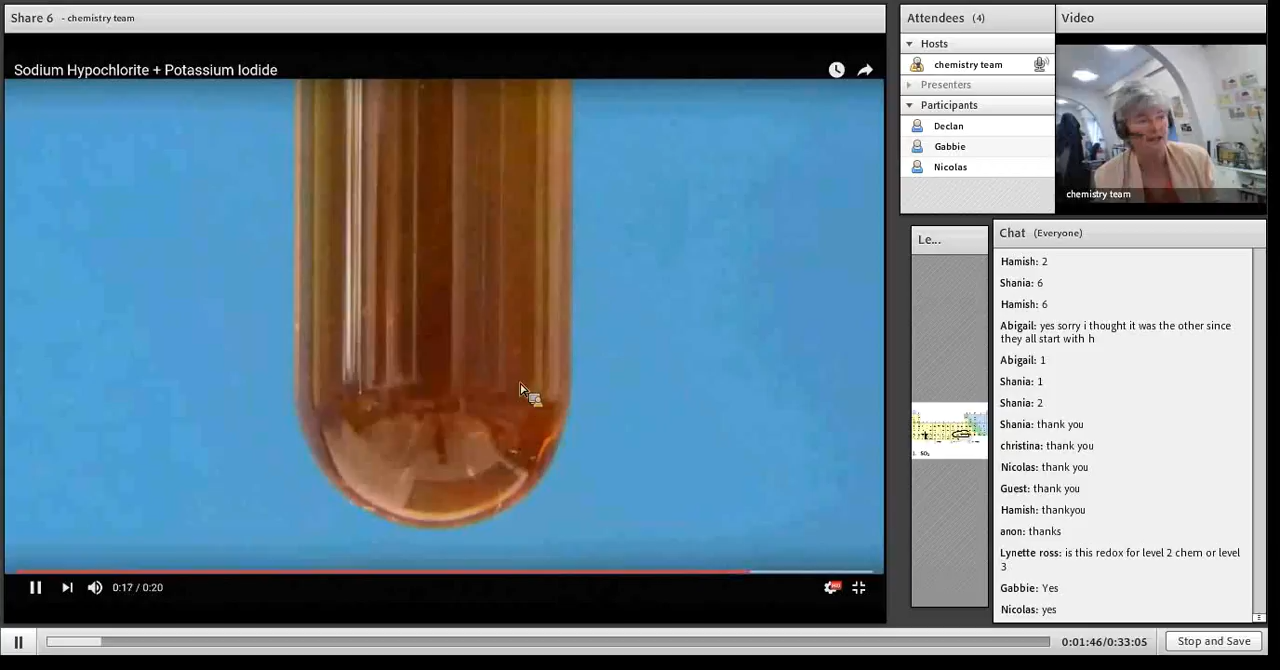 Share 6 - chemistry team
Sodium Hypochlorite + Potassium Iodide
0:17 / 0:20
HD
Attendees (4)
Hosts
chemistry team
Presenters
Participants
Declan
Gabbie
Nicolas
Video
chemistry team
Le...
SO₂
Chat (Everyone)
Hamish: 2
Shania: 6
Hamish: 6
Abigail: yes sorry i thought it was the other since
they all start with h
Abigail: 1
Shania: 1
Shania: 2
Shania: thank you
christina: thank you
Nicolas: thank you
Guest: thank you
Hamish: thankyou
anon: thanks
Lynette ross: is this redox for level 2 chem or level
3
Gabbie: Yes
Nicolas: yes
0:01:46/0:33:05
Stop and Save